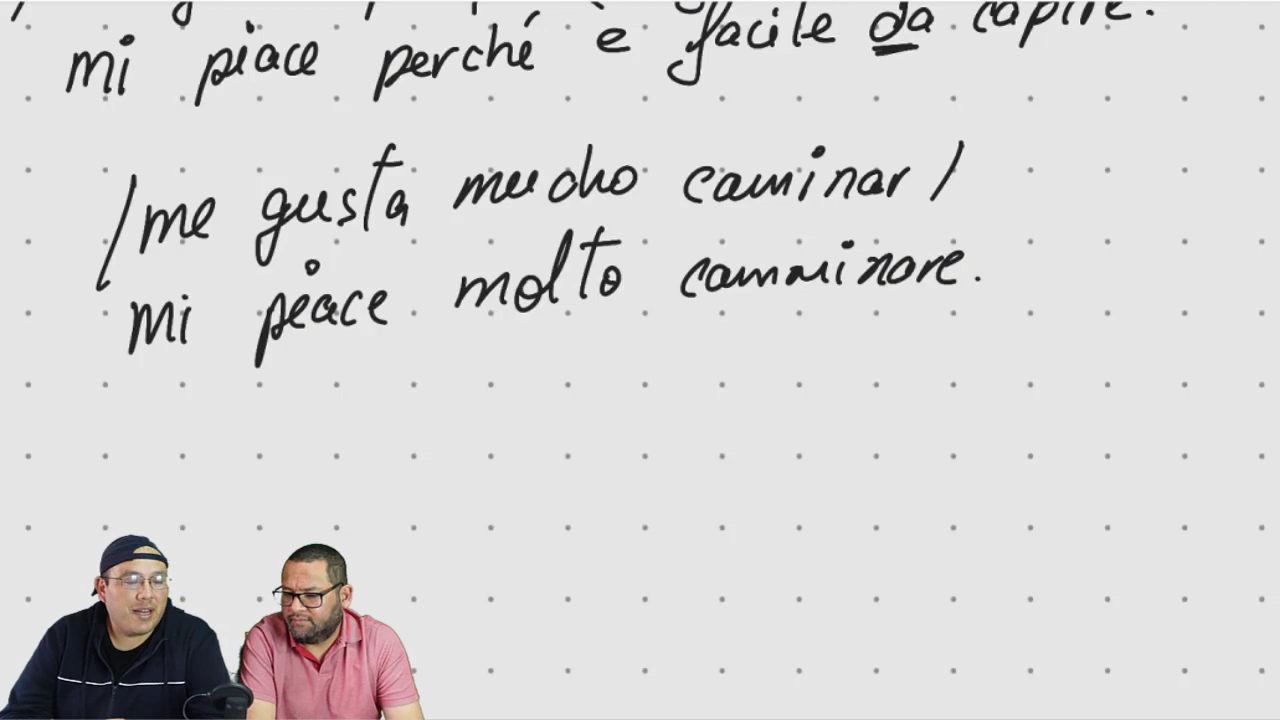 mi piace perché è facile da capire.
/me gusta mucho caminar/
mi piace molto camminare.